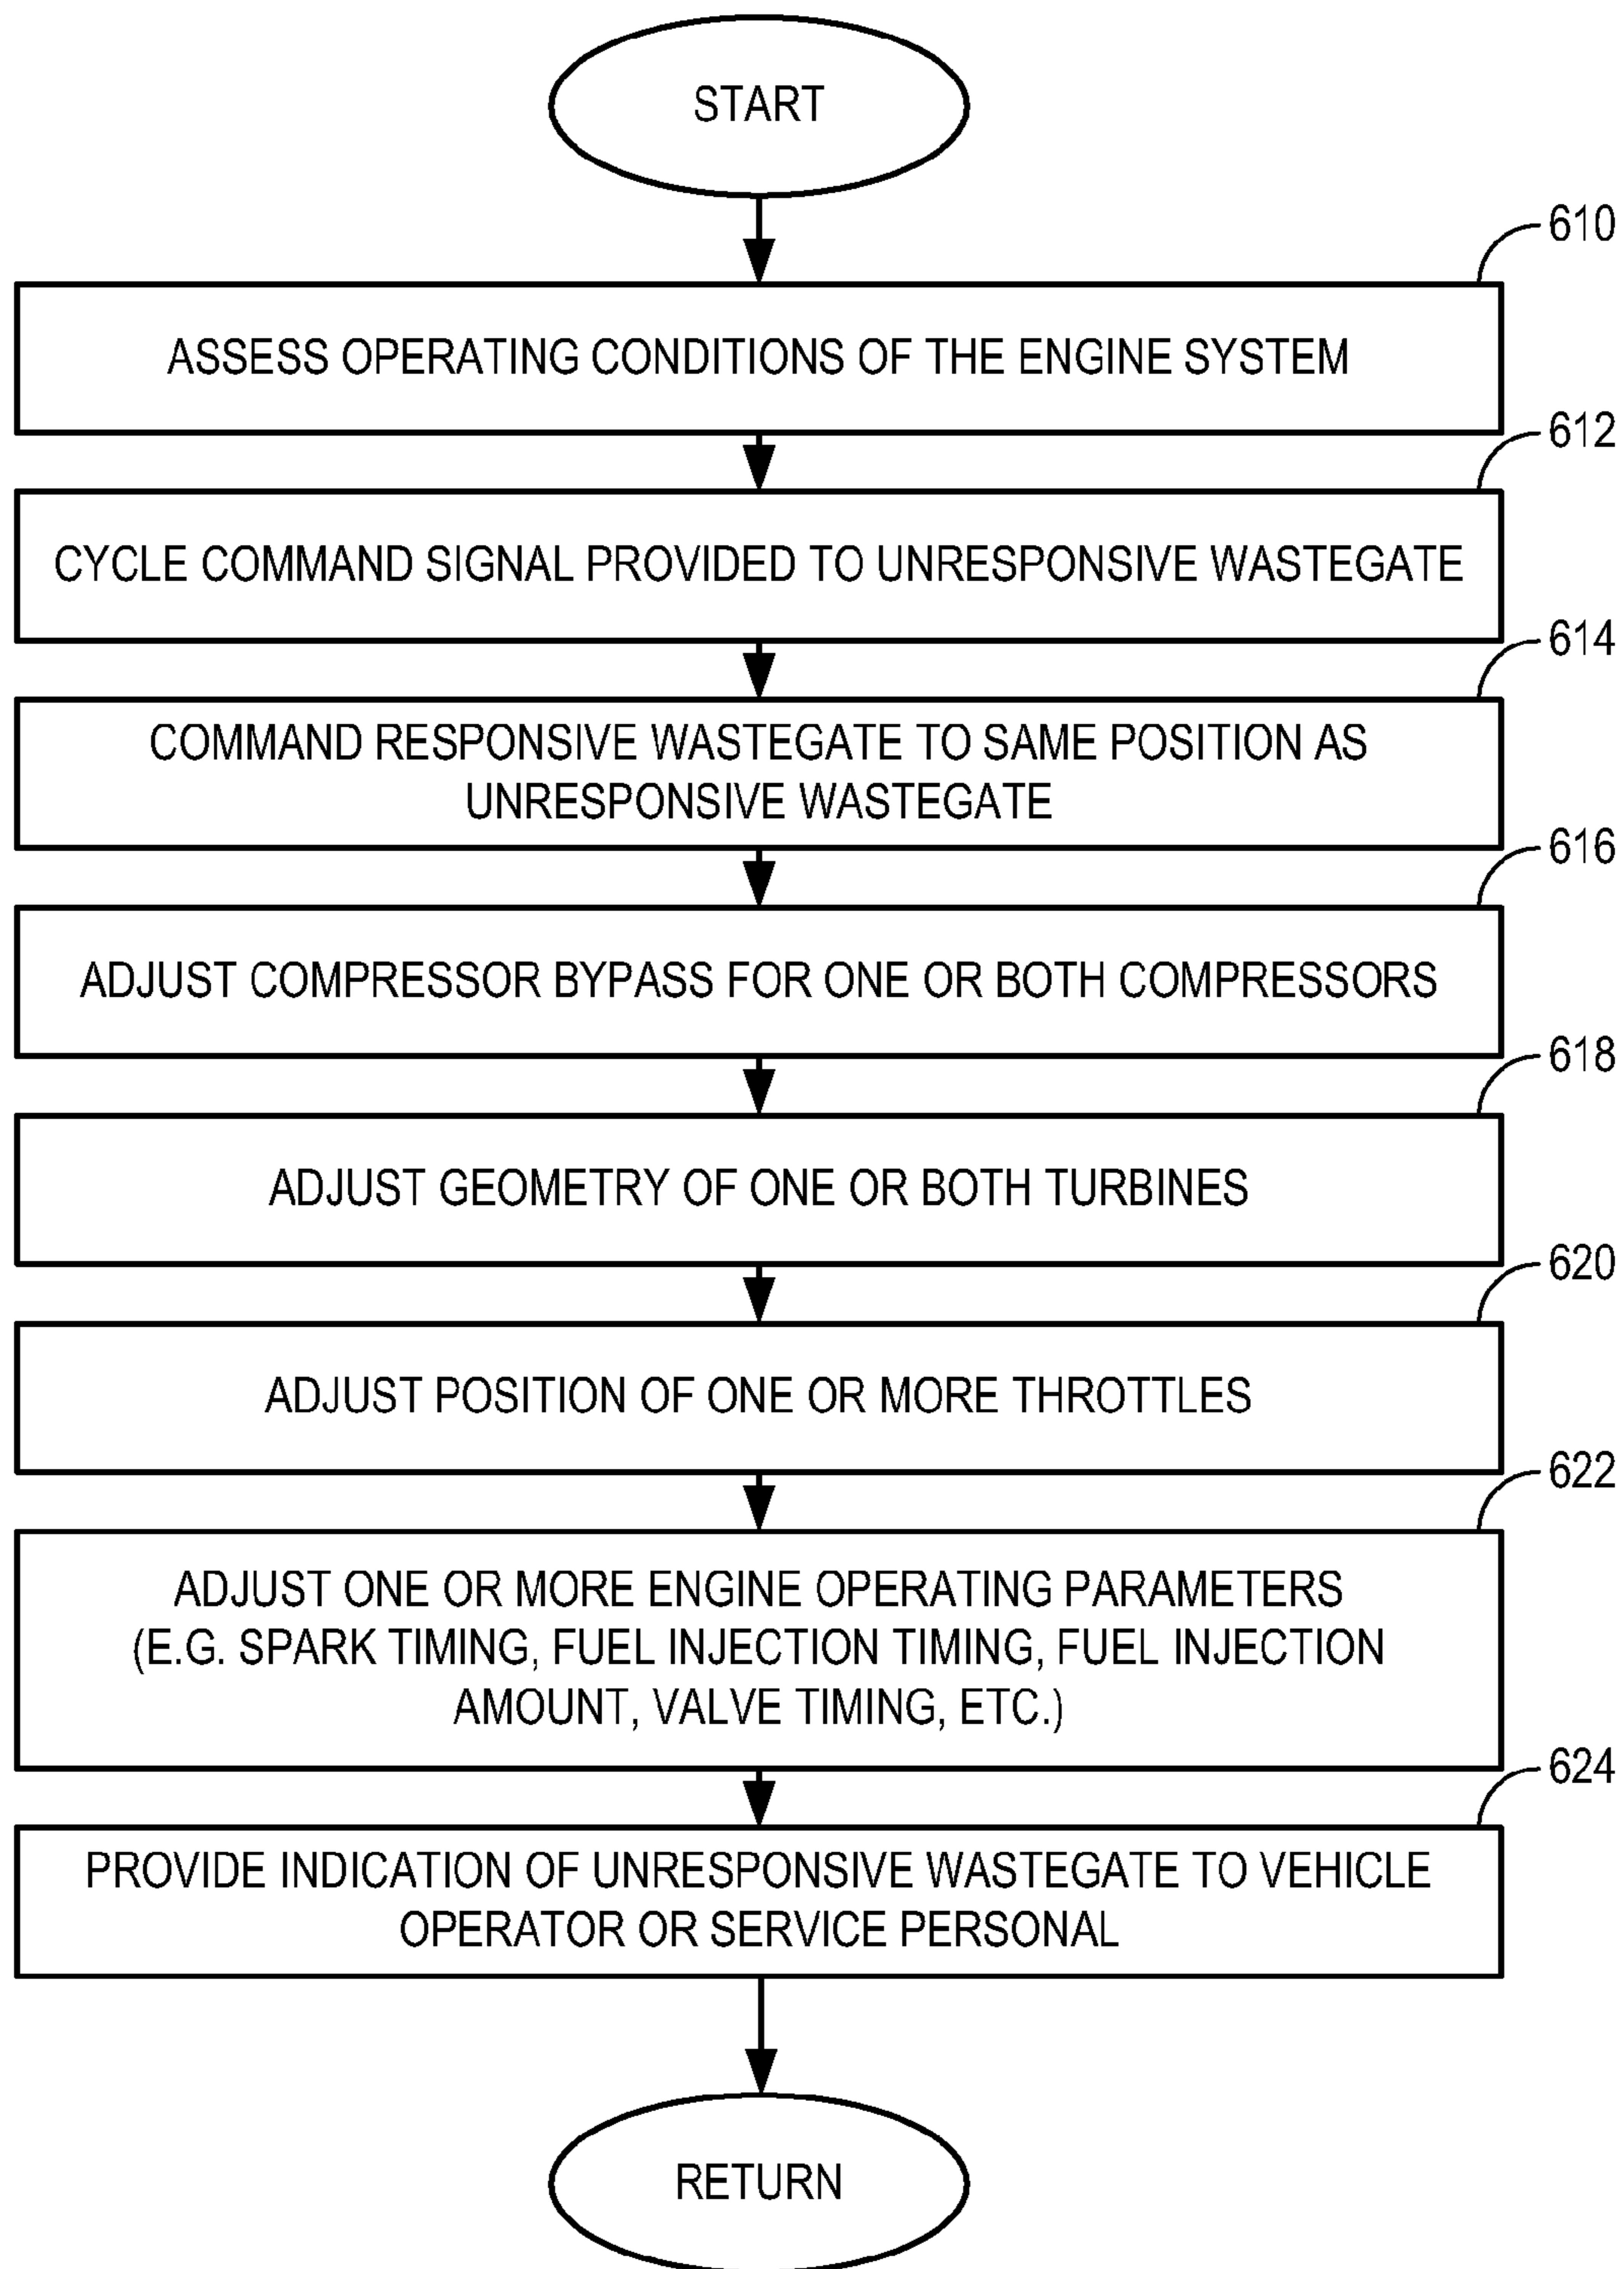 START
610
ASSESS OPERATING CONDITIONS OF THE ENGINE SYSTEM
612
CYCLE COMMAND SIGNAL PROVIDED TO UNRESPONSIVE WASTEGATE
614
COMMAND RESPONSIVE WASTEGATE TO SAME POSITION AS
UNRESPONSIVE WASTEGATE
616
ADJUST COMPRESSOR BYPASS FOR ONE OR BOTH COMPRESSORS
618
ADJUST GEOMETRY OF ONE OR BOTH TURBINES
620
ADJUST POSITION OF ONE OR MORE THROTTLES
622
ADJUST ONE OR MORE ENGINE OPERATING PARAMETERS
(E.G. SPARK TIMING, FUEL INJECTION TIMING, FUEL INJECTION
AMOUNT, VALVE TIMING, ETC.)
624
PROVIDE INDICATION OF UNRESPONSIVE WASTEGATE TO VEHICLE
OPERATOR OR SERVICE PERSONAL
RETURN